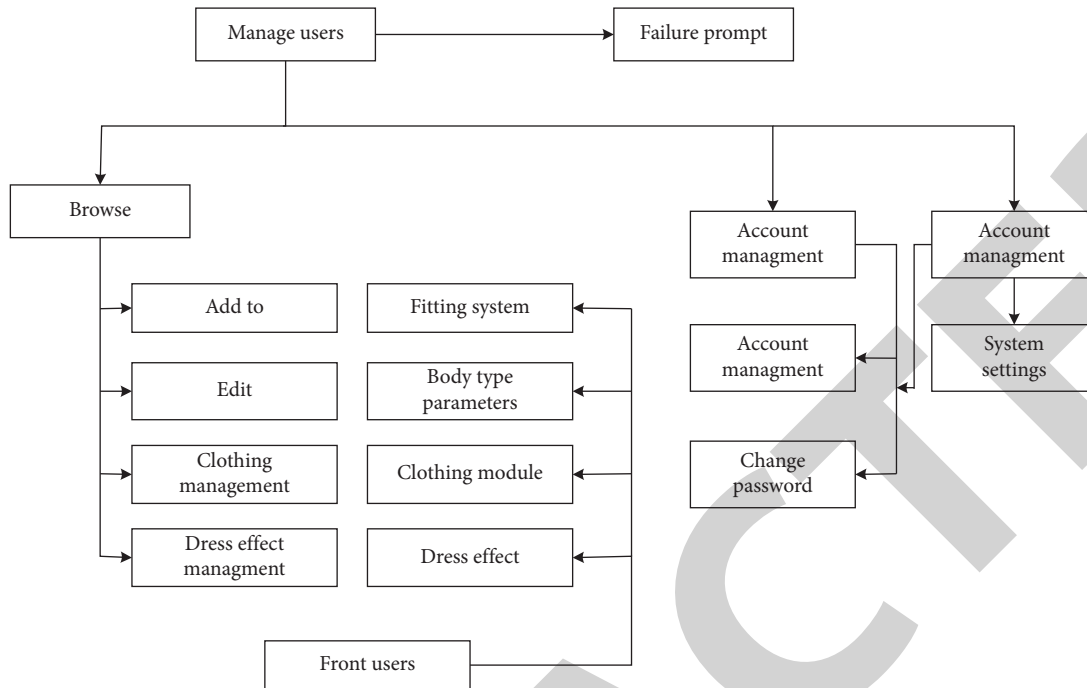 Manage users
Failure prompt
Browse
Account
managment
Account
managment
Add to
Fitting system
Account
managment
System
settings
Edit
Body type
parameters
Clothing
management
Clothing module
Change
password
Dress effect
managment
Dress effect
Front users